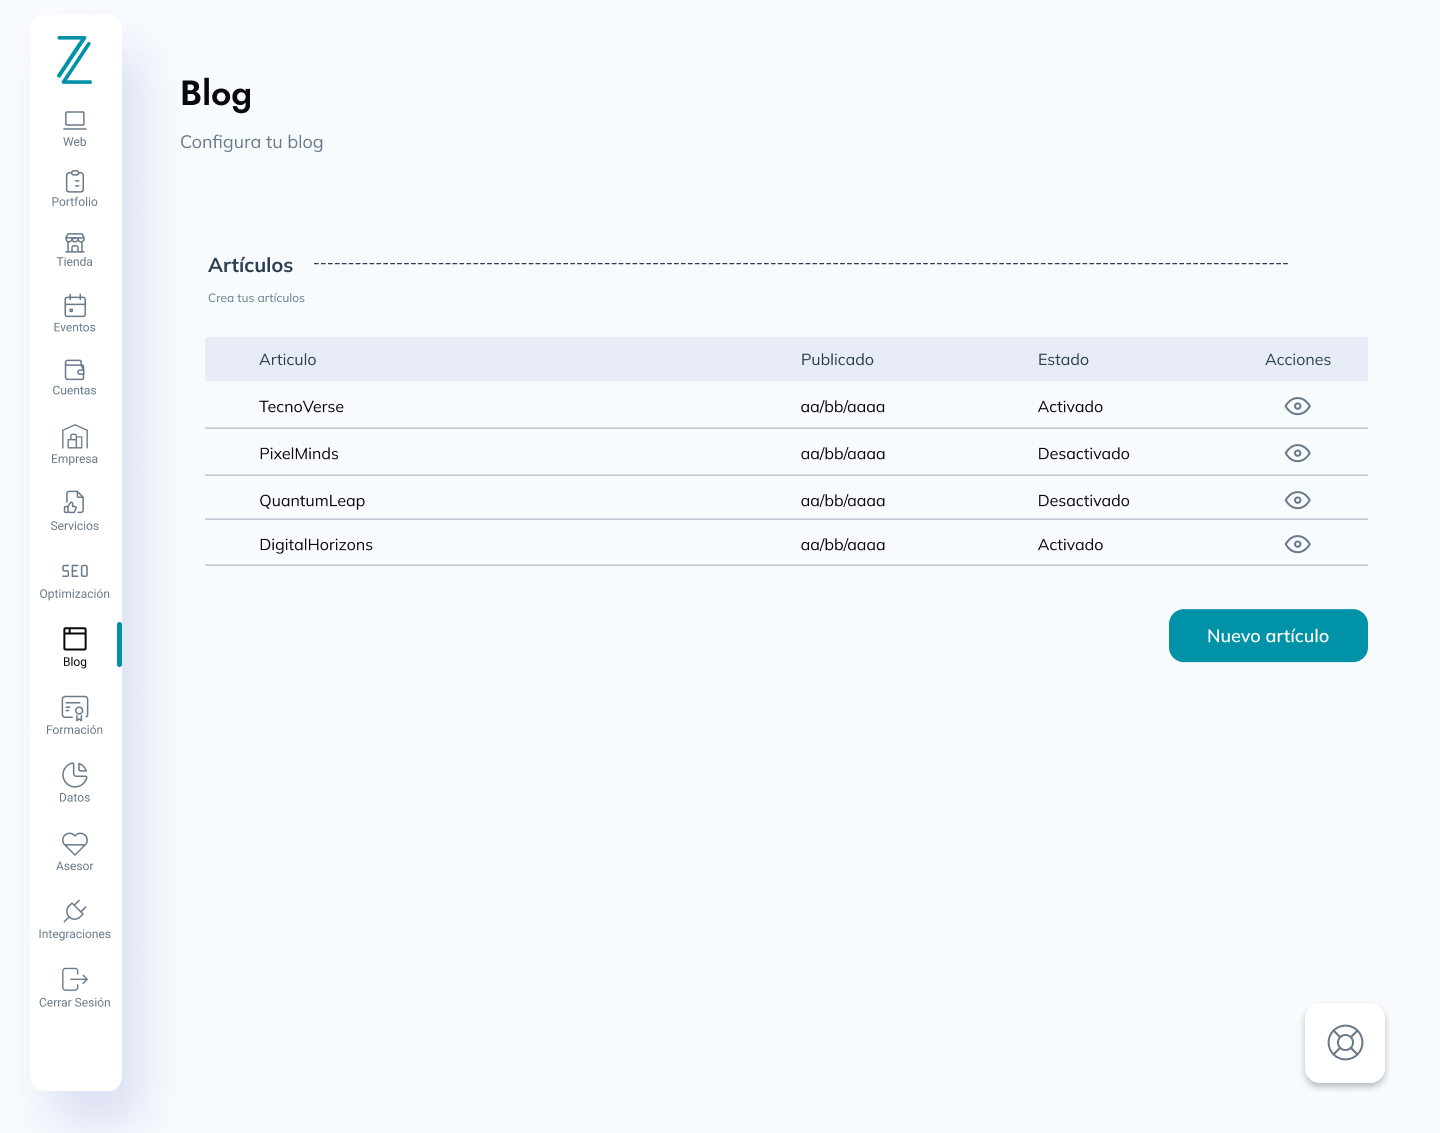 Web
Portfolio
Tienda
Eventos
Cuentas
Empresa
Servicios
SEO
Optimización
Blog
Formación
Datos
Asesor
Integraciones
Cerrar Sesión
Blog
Configura tu blog
Artículos
Crea tus artículos
Articulo Publicado Estado Acciones
TecnoVerse aa/bb/aaaa Activado
PixelMinds aa/bb/aaaa Desactivado
QuantumLeap aa/bb/aaaa Desactivado
DigitalHorizons aa/bb/aaaa Activado
Nuevo artículo